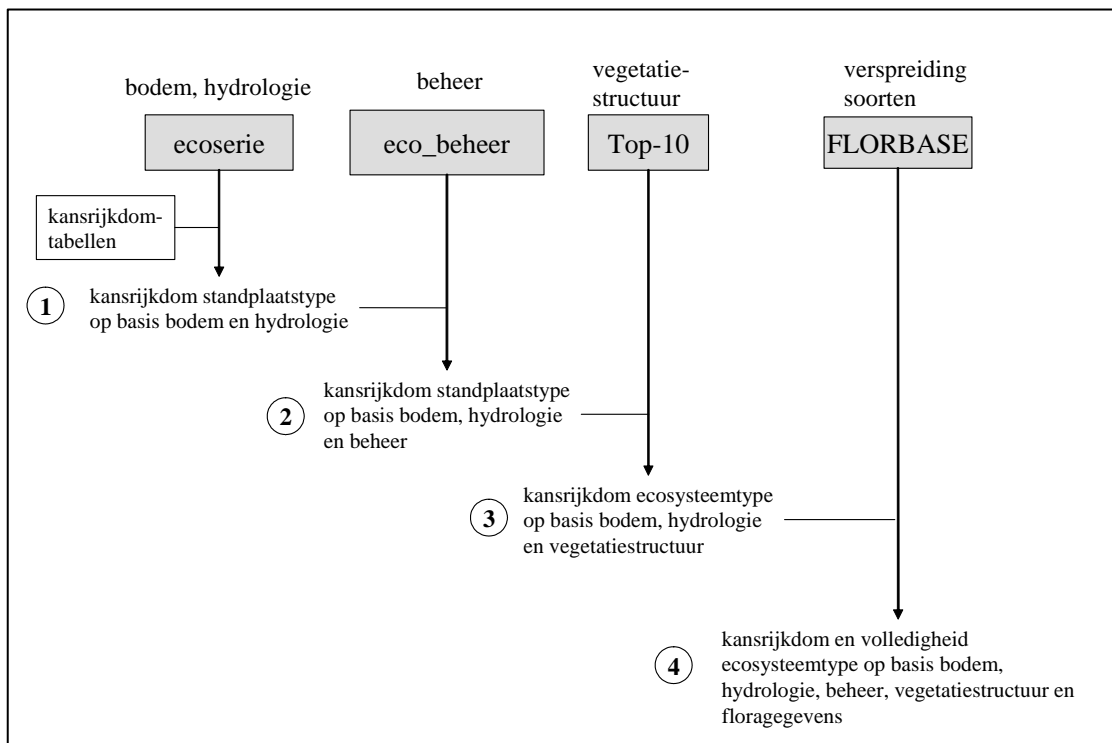 bodem, hydrologie
ecoserie
beheer
eco_beheer
vegetatie-
structuur
Top-10
verspreiding
soorten
FLORBASE
kansrijkdom-
tabellen
1
kansrijkdom standplaatstype
op basis bodem en hydrologie
2
kansrijkdom standplaatstype
op basis bodem, hydrologie
en beheer
3
kansrijkdom ecosysteemtype
op basis bodem, hydrologie
en vegetatiestructuur
4
kansrijkdom en volledigheid
ecosysteemtype op basis bodem,
hydrologie, beheer, vegetatiestructuur en
floragegevens